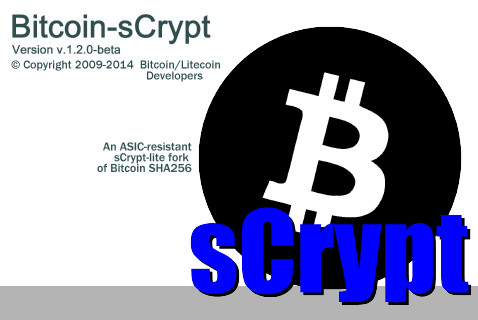 Bitcoin-sCrypt
Version v.1.2.0-beta
© Copyright 2009-2014 Bitcoin/Litecoin
Developers
An ASIC-resistant
sCrypt-lite fork
of Bitcoin SHA256
sCrypt